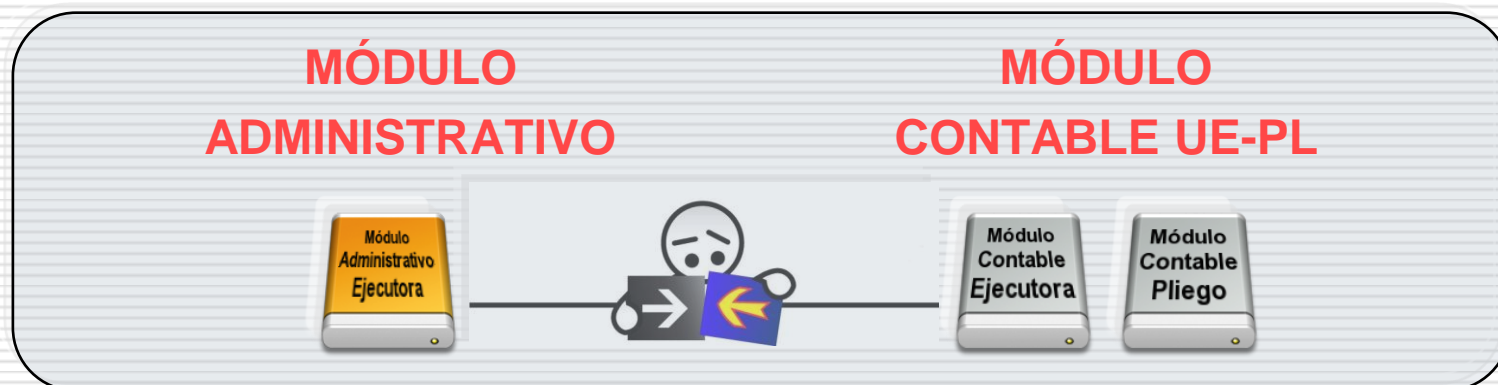 MÓDULO
ADMINISTRATIVO
MÓDULO
CONTABLE UE-PL
Módulo
Administrativo
Ejecutora
Módulo
Contable
Ejecutora
Módulo
Contable
Pliego